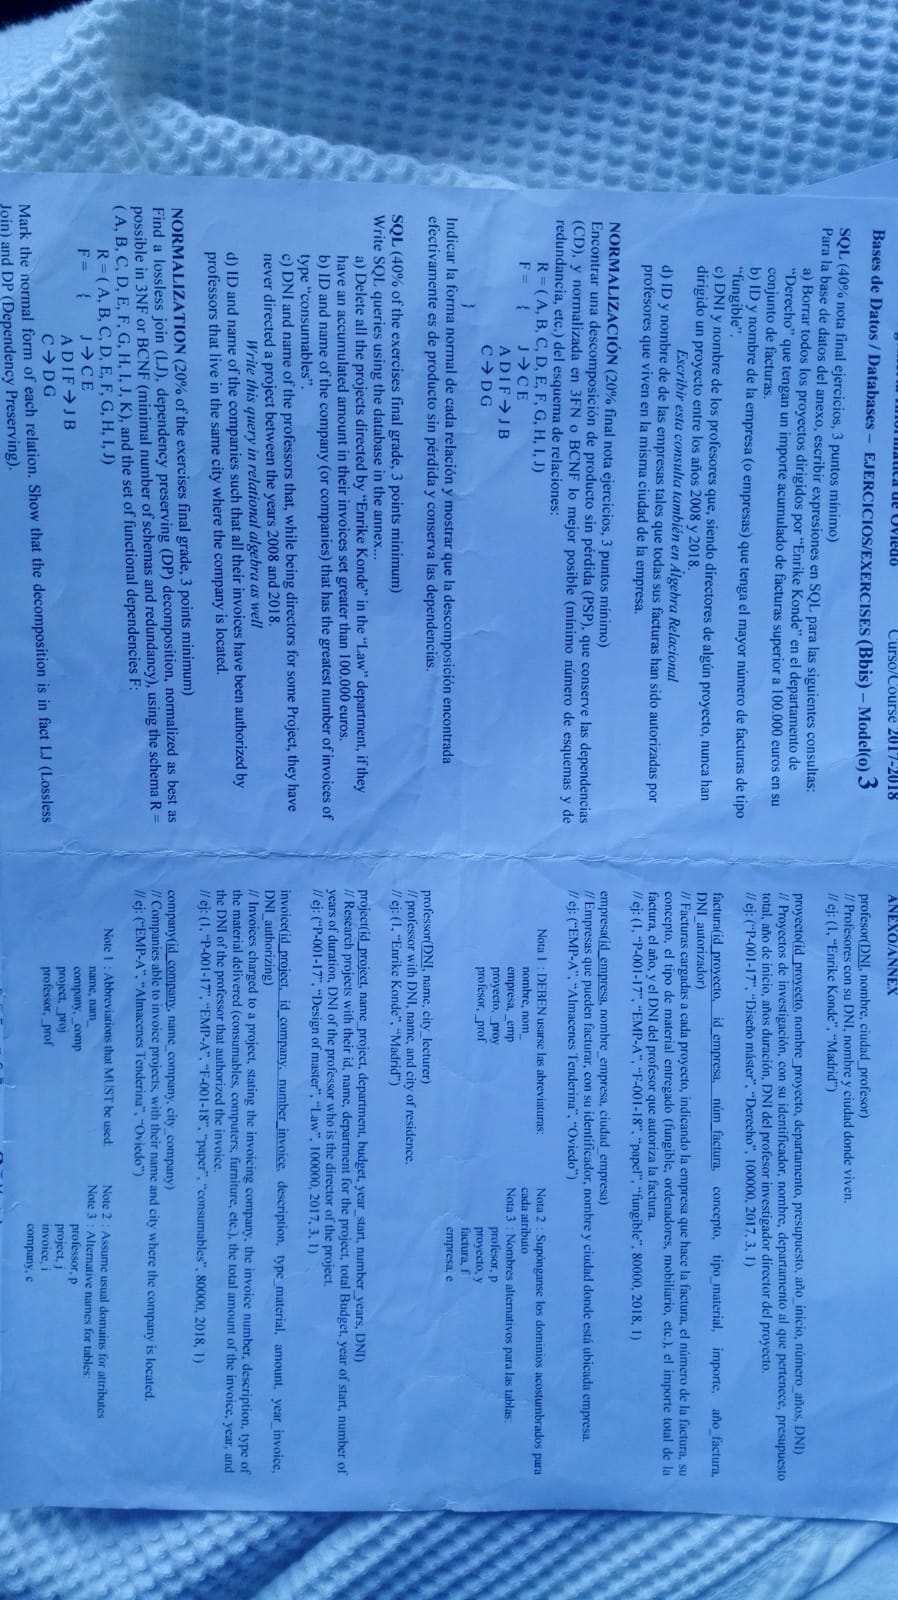 de Oviedo
Curso/Course 2017-2018
Bases de Datos / Databases – EJERCICIOS/EXERCISES (Bbis) – Model(o) 3
SQL (40% nota final ejercicios, 3 puntos mínimo)
Para la base de datos del anexo, escribir expresiones en SQL para las siguientes consultas:
a) Borrar todos los proyectos dirigidos por “Enrike Konde” en el departamento de
“Derecho” que tengan un importe acumulado de facturas superior a 100.000 euros en su
conjunto de facturas.
b) ID y nombre de la empresa (o empresas) que tenga el mayor número de facturas de tipo
“fungible”.
c) DNI y nombre de los profesores que, siendo directores de algún proyecto, nunca han
dirigido un proyecto entre los años 2008 y 2018.
Escribir esta consulta también en Álgebra Relacional
d) ID y nombre de de las empresas tales que todas sus facturas han sido autorizadas por
profesores que viven en la misma ciudad de la empresa.
NORMALIZACIÓN (20% final nota ejercicios, 3 puntos mínimo)
Encontrar una descomposición de producto sin pérdida (PSP), que conserve las dependencias
(CD), y normalizada en 3FN o BCNF lo mejor posible (mínimo número de esquemas y de
redundancia, etc.) del esquema de relaciones:
R = ( A, B, C, D, E, F, G, H, I, J)
F = { J → C E
A D I F → J B
C → D G
}
Indicar la forma normal de cada relación y mostrar que la descomposición encontrada
efectivamente es de producto sin pérdida y conserva las dependencias.
SQL (40% of the exercises final grade, 3 points minimum)
Write SQL queries using the database in the annex...
a) Delete all the projects directed by “Enrike Konde” in the “Law” department, if they
have an accumulated amount in their invoices set greater than 100.000 euros.
b) ID and name of the company (or companies) that has the greatest number of invoices of
type “consumables”.
c) DNI and name of the professors that, while being directors for some Project, they have
never directed a project between the years 2008 and 2018.
Write this query in relational algebra as well
d) ID and name of the companies such that all their invoices have been authorized by
professors that live in the same city where the company is located.
NORMALIZATION (20% of the exercises final grade, 3 points minimum)
Find a lossless join (LJ), dependency preserving (DP) decomposition, normalized as best as
possible in 3NF or BCNF (minimal number of schemas and redundancy), using the schema R =
( A, B, C, D, E, F, G, H, I, J, K), and the set of functional dependencies F:
R = ( A, B, C, D, E, F, G, H, I, J)
F = { J → C E
A D I F → J B
C → D G
Mark the normal form of each relation. Show that the decomposition is in fact LJ (Lossless
Join) and DP (Dependency Preserving).
ANEXO/ANNEX
profesor(DNI, nombre, ciudad_profesor)
// Profesores con su DNI, nombre y ciudad donde viven.
// ej: (1, “Enrike Konde”, “Madrid”)
proyecto(id_proyecto, nombre_proyecto, departamento, presupuesto, año_inicio, número_años, DNI)
// Proyectos de investigación, con su identificador, nombre, departamento al que pertenece, presupuesto
total, año de inicio, años duración, DNI del profesor investigador director del proyecto.
// ej: (“P-001-17”, “Diseño máster”, “Derecho”, 100000, 2017, 3, 1)
factura(id_proyecto, id_empresa, núm_factura, concepto, tipo_material, importe, año_factura,
DNI_autorizador)
// Facturas cargadas a cada proyecto, indicando la empresa que hace la factura, el número de la factura, su
concepto, el tipo de material entregado (fungible, ordenadores, mobiliario, etc.), el importe total de la
factura, el año, y el DNI del profesor que autoriza la factura.
// ej: (1, “P-001-17”, “EMP-A”, “F-001-18”, “papel”, “fungible”, 80000, 2018, 1)
empresa(id_empresa, nombre_empresa, ciudad_empresa)
// Empresas que pueden facturar, con su identificador, nombre y ciudad donde está ubicada empresa.
// ej: (“EMP-A”, “Almacenes Tenderina”, “Oviedo”)
Nota 1 : DEBEN usarse las abreviaturas:
nombre, nom_
empresa, _emp
proyecto, _proy
profesor, _prof
Nota 2 : Supónganse los dominios acostumbrados para
cada atributo
Nota 3 : Nombres alternativos para las tablas:
profesor, p
proyecto, y
factura, f
empresa, e
professor(DNI, name, city_lecturer)
// professor with DNI, name, and city of residence.
// ej: (1, “Enrike Konde”, “Madrid”)
project(id_project, name_project, department, budget, year_start, number_years, DNI)
// Research projects with their id, name, department for the project, total Budget, year of start, number of
years of duration, DNI of the professor who is the director of the project.
// ej: (“P-001-17”, “Design of master”, “Law”, 100000, 2017, 3, 1)
invoice(id_project, id_company, number_invoice, description, type_material, amount, year_invoice,
DNI_authorizing)
// Invoices charged to a project, stating the invoicing company, the invoice number, description, type of
the material delivered (consumables, computers, furniture, etc.), the total amount of the invoice, year, and
the DNI of the professor that authorized the invoice.
// ej: (1, “P-001-17”, “EMP-A”, “F-001-18”, “paper”, “consumables”, 80000, 2018, 1)
company(id_company, name_company, city_company)
// Companies able to invoice projects, with their name and city where the company is located.
// ej: (“EMP-A”, “Almacenes Tenderina”, “Oviedo”)
Note 1 : Abbreviations that MUST be used:
name, nam_
company, _comp
project, _proj
professor, _prof
Note 2 : Assume usual domains for attributes
Note 3 : Alternative names for tables:
professor, p
project, j
invoice, i
company, c